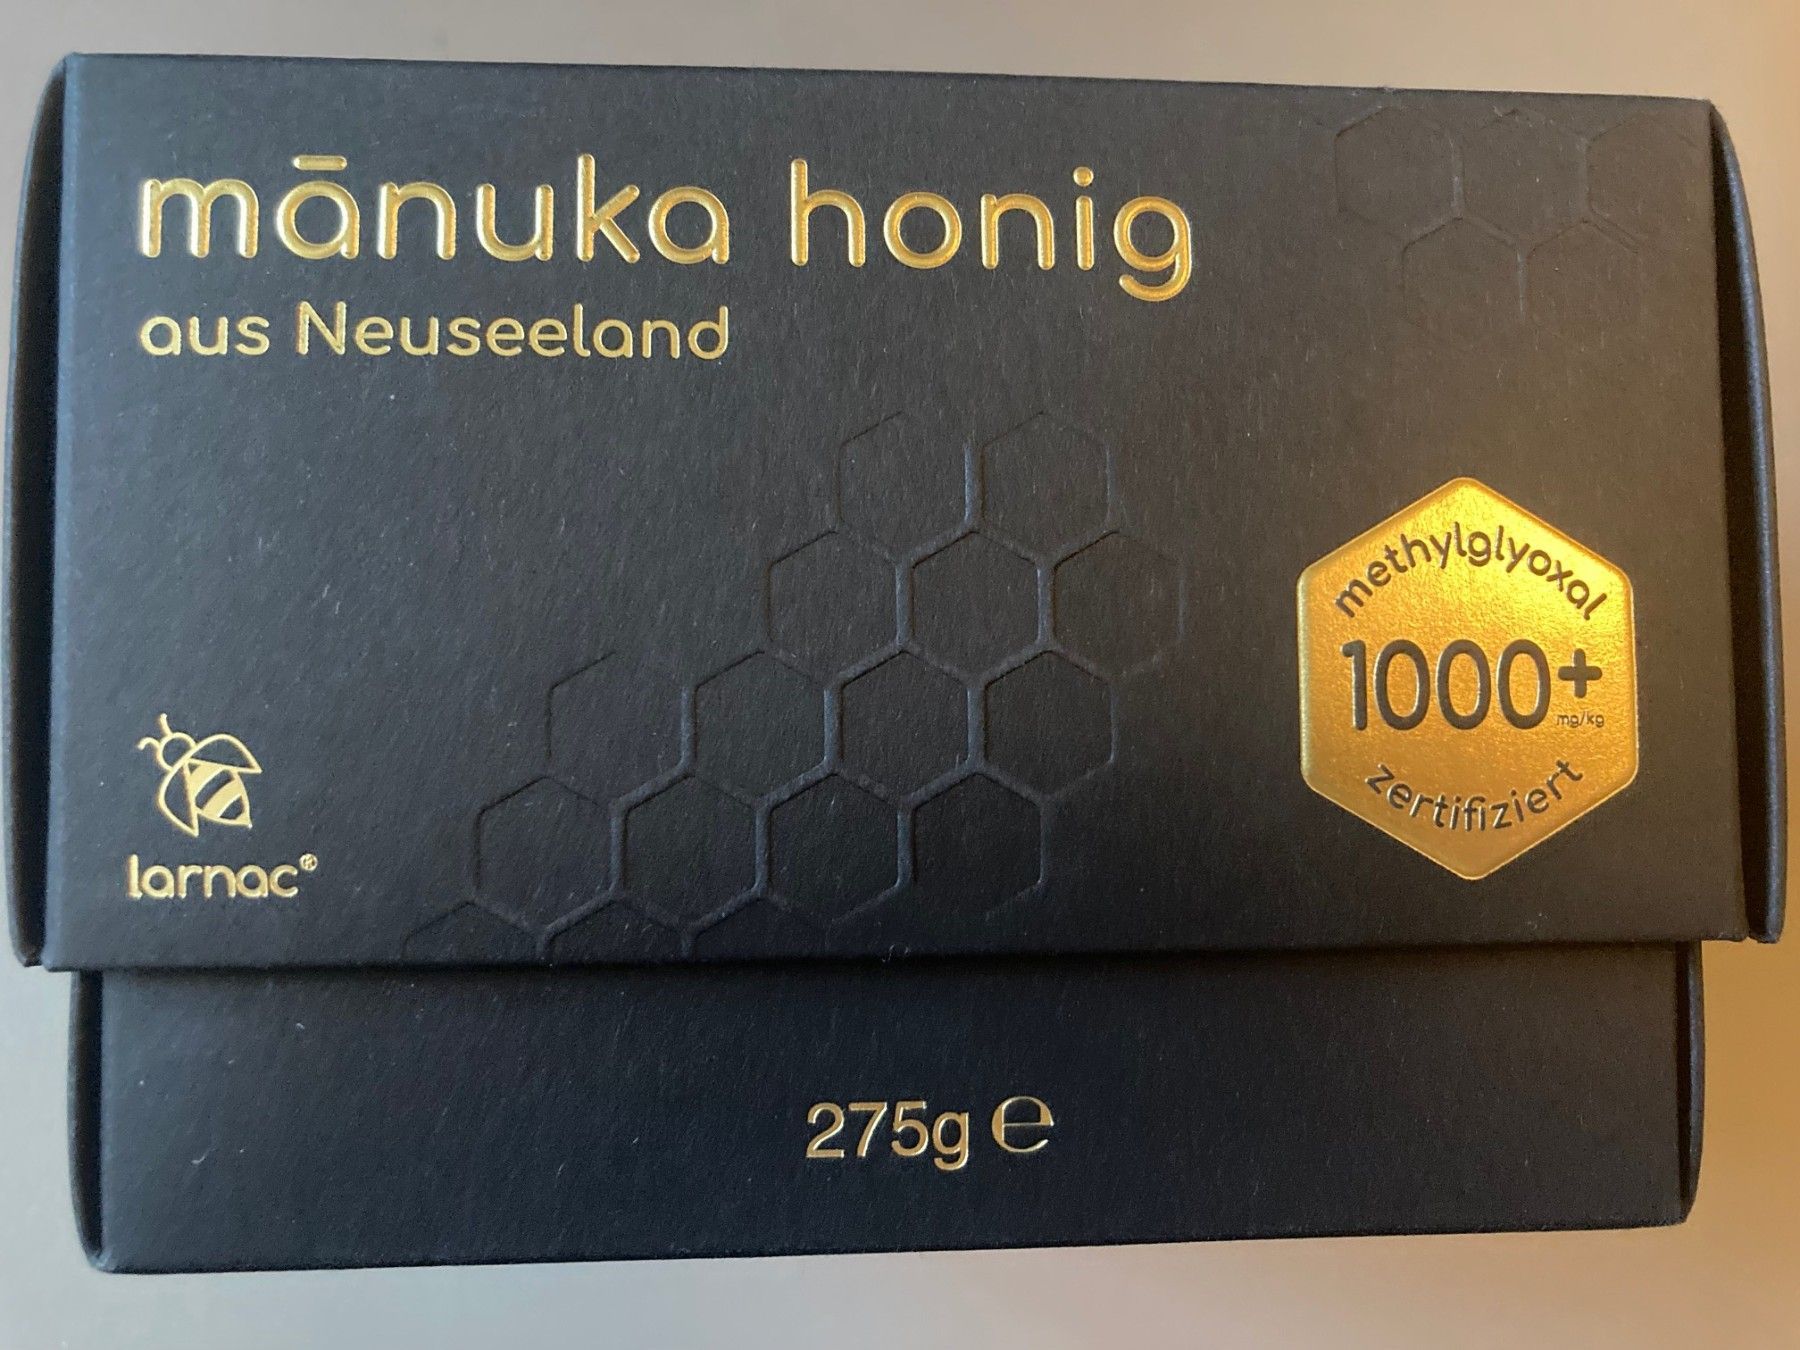 mānuka honig
aus Neuseeland
methylglyoxal
1000+
mg/kg
zertifiziert
larnac®
275g ℮